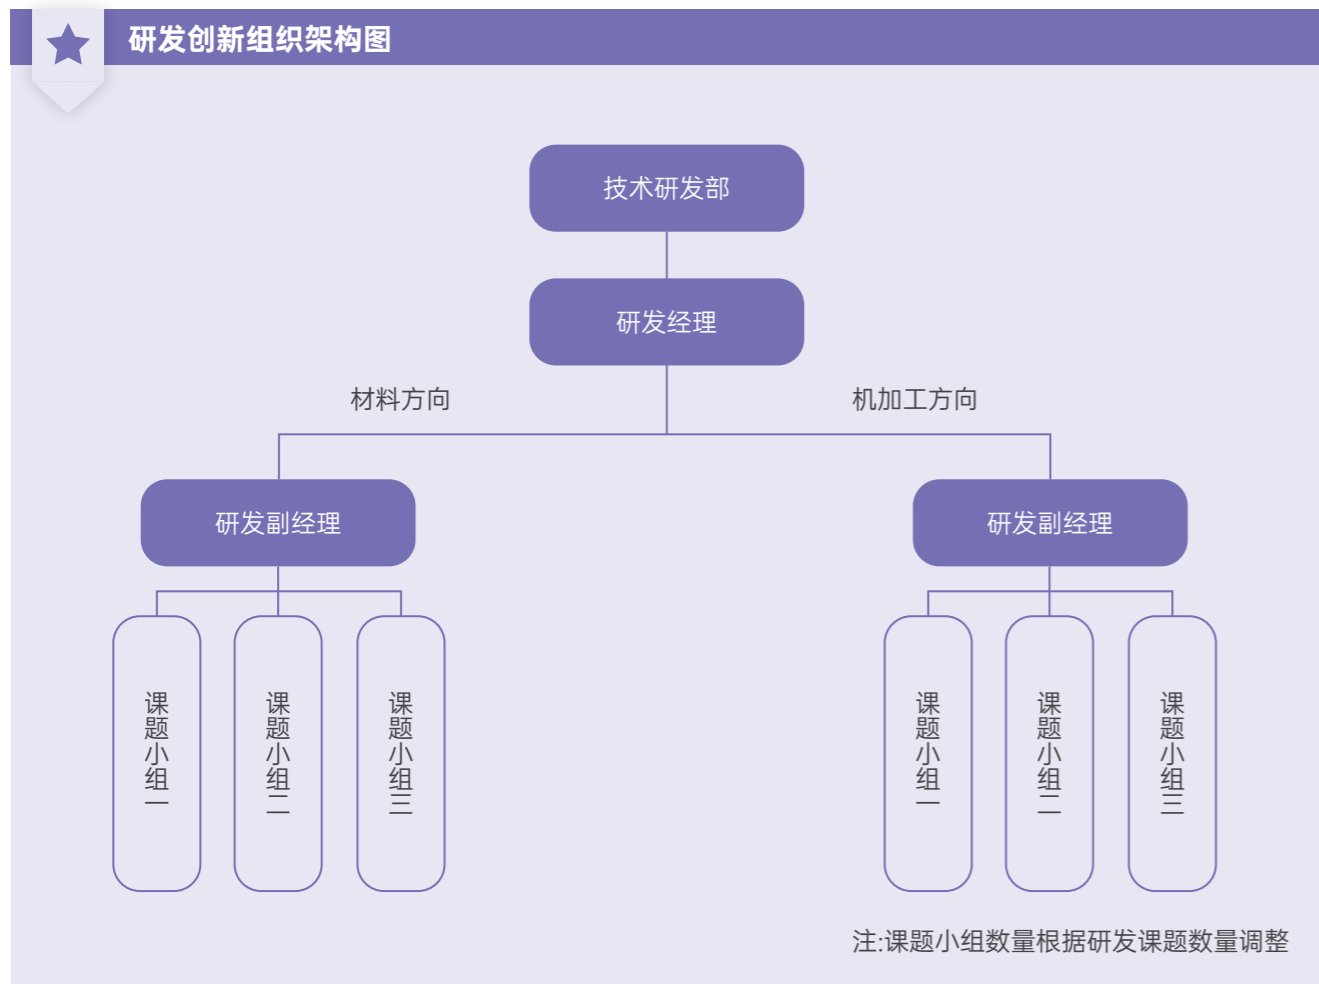 研发创新组织架构图
技术研发部
研发经理
材料方向
机加工方向
研发副经理
研发副经理
课题小组一
课题小组二
课题小组三
课题小组一
课题小组二
课题小组三
注:课题小组数量根据研发课题数量调整